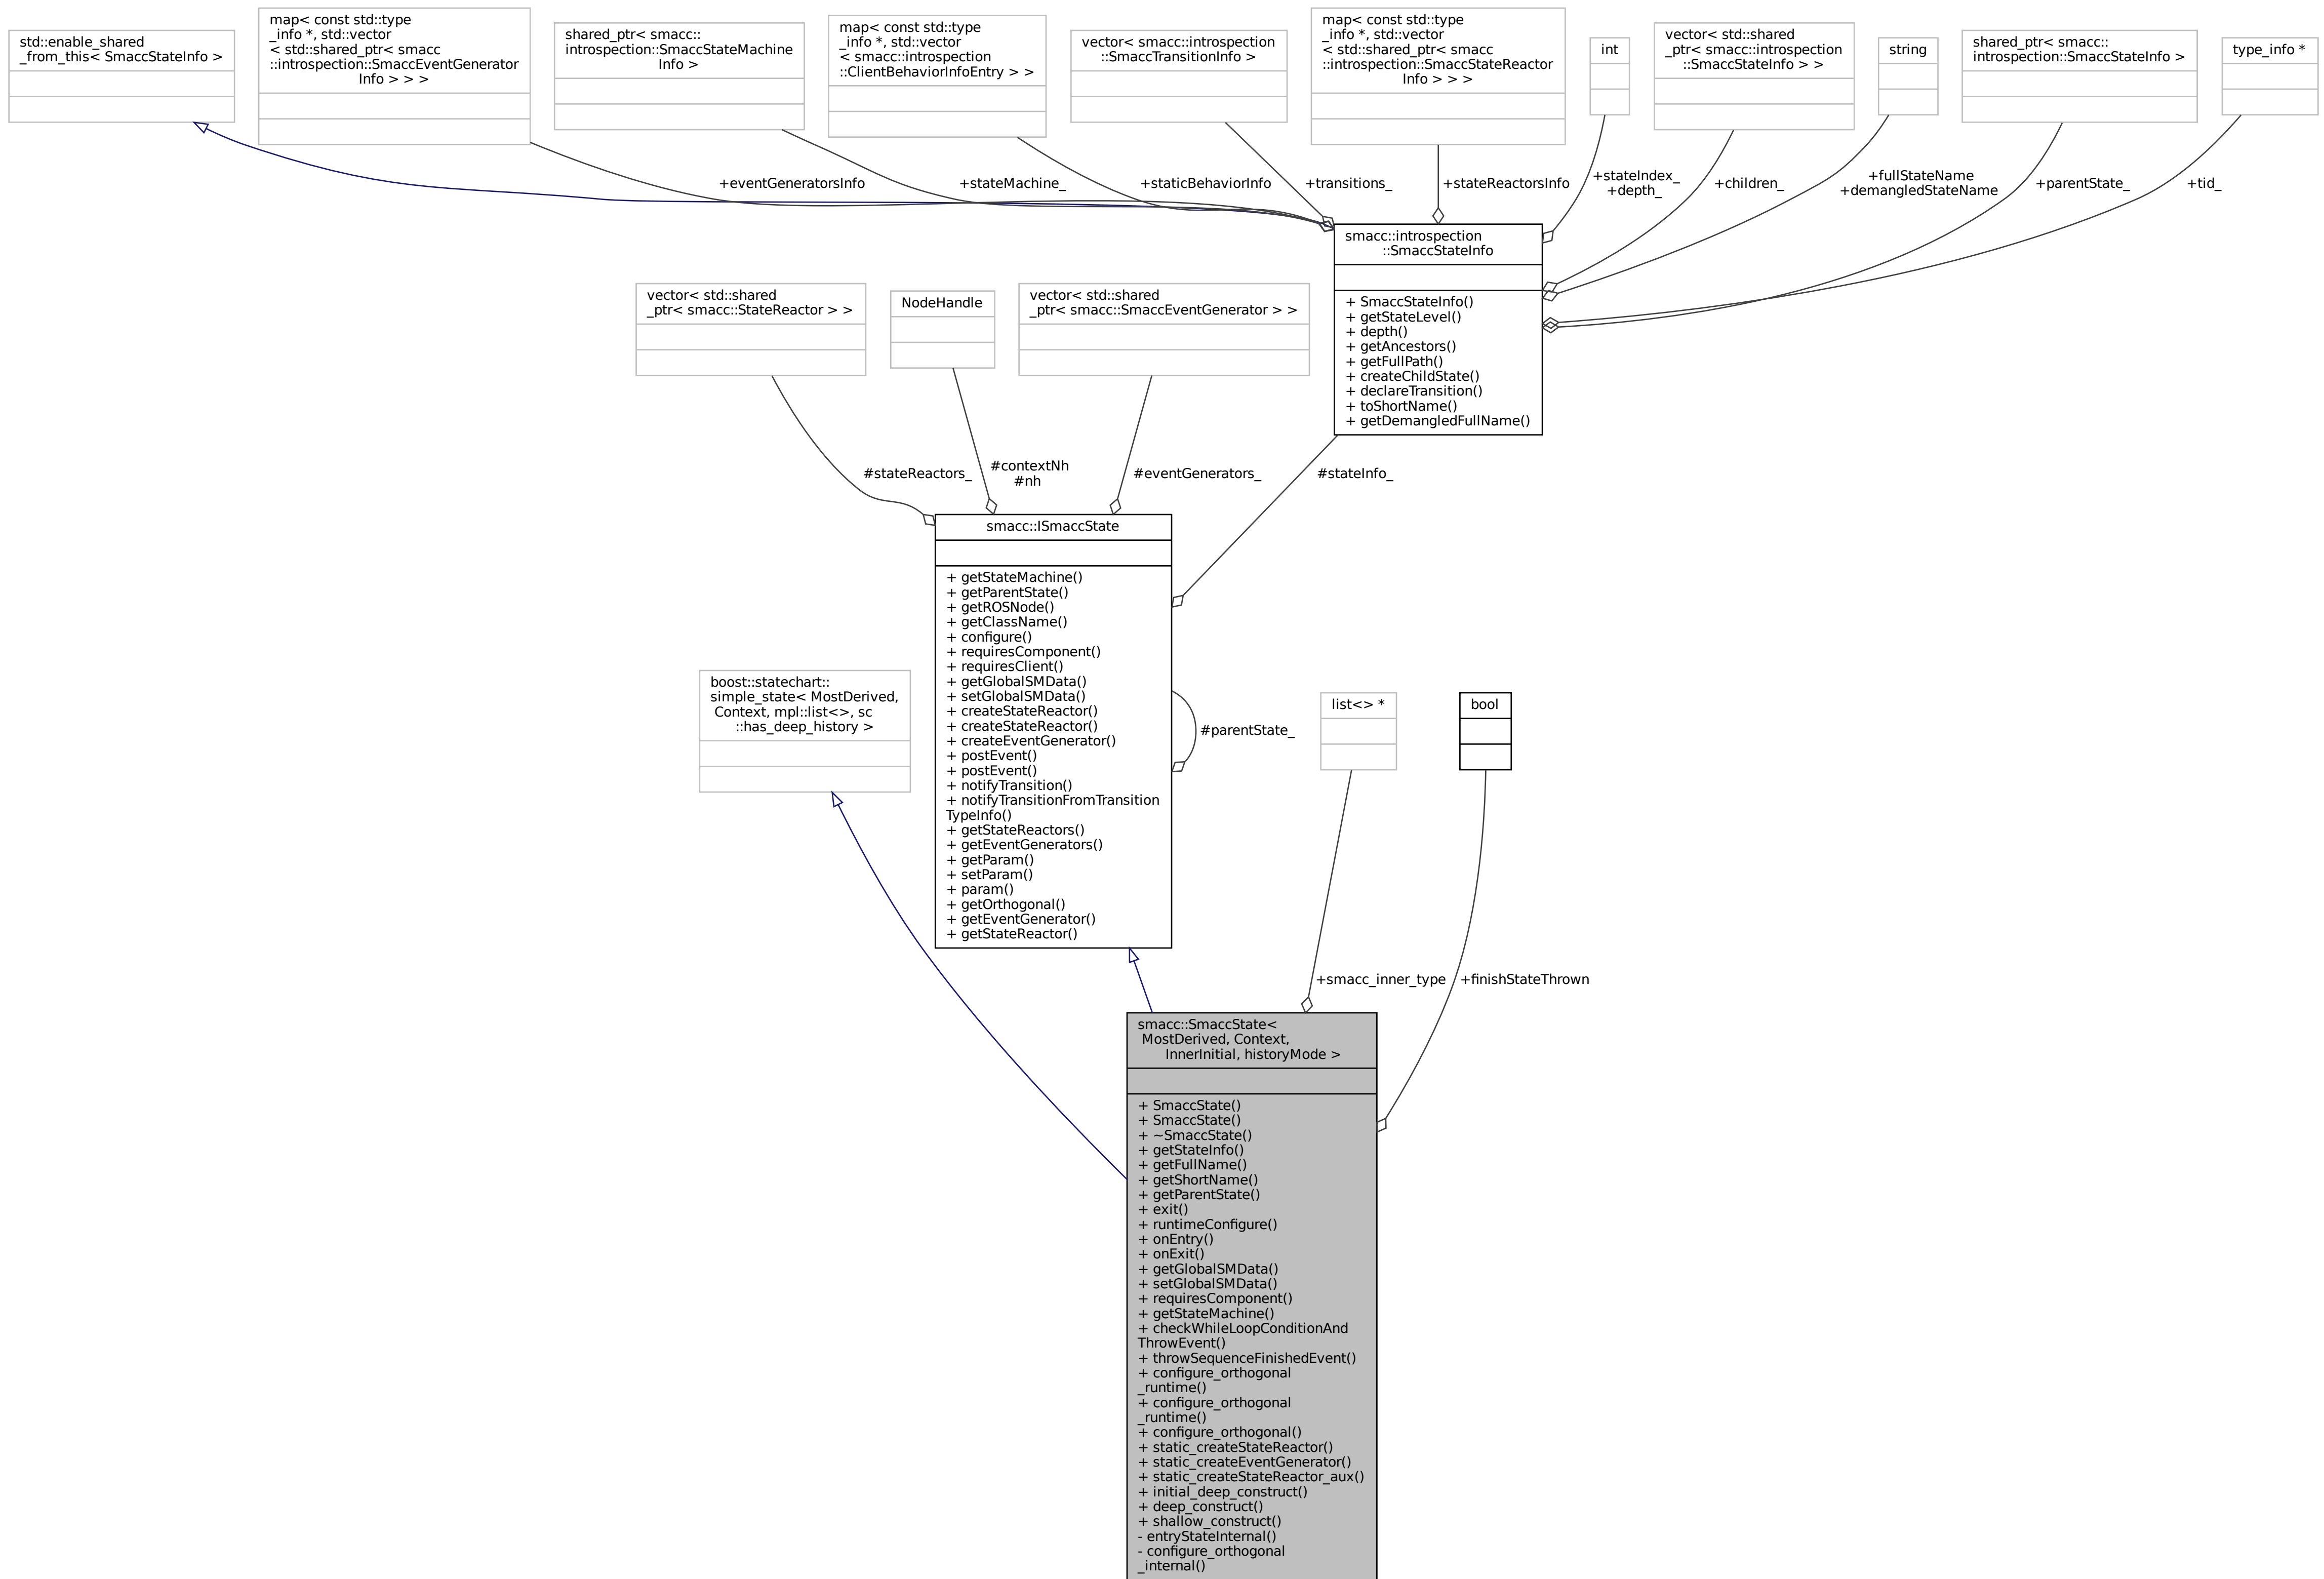 std::enable_shared
_from_this< SmaccStateInfo >
map< const std::type
_info *, std::vector
< std::shared_ptr< smacc
::introspection::SmaccEventGenerator
Info > > >
shared_ptr< smacc::
introspection::SmaccStateMachine
Info >
map< const std::type
_info *, std::vector
< smacc::introspection
::ClientBehaviorInfoEntry > >
vector< smacc::introspection
::SmaccTransitionInfo >
map< const std::type
_info *, std::vector
< std::shared_ptr< smacc
::introspection::SmaccStateReactor
Info > > >
int
vector< std::shared
_ptr< smacc::introspection
::SmaccStateInfo > >
string
shared_ptr< smacc::
introspection::SmaccStateInfo >
type_info *
+eventGeneratorsInfo
+stateMachine_
+staticBehaviorInfo
+transitions_
+stateReactorsInfo
+stateIndex_
+depth_
+children_
+fullStateName
+demangledStateName
+parentState_
+tid_
smacc::introspection
::SmaccStateInfo
+ SmaccStateInfo()
+ getStateLevel()
+ depth()
+ getAncestors()
+ getFullPath()
+ createChildState()
+ declareTransition()
+ toShortName()
+ getDemangledFullName()
vector< std::shared
_ptr< smacc::StateReactor > >
NodeHandle
vector< std::shared
_ptr< smacc::SmaccEventGenerator > >
#stateReactors_
#contextNh
#nh
#eventGenerators_
#stateInfo_
smacc::ISmaccState
+ getStateMachine()
+ getParentState()
+ getROSNode()
+ getClassName()
+ configure()
+ requiresComponent()
+ requiresClient()
+ getGlobalSMData()
+ setGlobalSMData()
+ createStateReactor()
+ createStateReactor()
+ createEventGenerator()
+ postEvent()
+ postEvent()
+ notifyTransition()
+ notifyTransitionFromTransition
TypeInfo()
+ getStateReactors()
+ getEventGenerators()
+ getParam()
+ setParam()
+ param()
+ getOrthogonal()
+ getEventGenerator()
+ getStateReactor()
#parentState_
boost::statechart::
simple_state< MostDerived,
Context, mpl::list<>, sc
::has_deep_history >
list<> *
bool
+smacc_inner_type
+finishStateThrown
smacc::SmaccState<
MostDerived, Context,
InnerInitial, historyMode >
+ SmaccState()
+ SmaccState()
+ ~SmaccState()
+ getStateInfo()
+ getFullName()
+ getShortName()
+ getParentState()
+ exit()
+ runtimeConfigure()
+ onEntry()
+ onExit()
+ getGlobalSMData()
+ setGlobalSMData()
+ requiresComponent()
+ getStateMachine()
+ checkWhileLoopConditionAnd
ThrowEvent()
+ throwSequenceFinishedEvent()
+ configure_orthogonal
_runtime()
+ configure_orthogonal
_runtime()
+ configure_orthogonal()
+ static_createStateReactor()
+ static_createEventGenerator()
+ static_createStateReactor_aux()
+ initial_deep_construct()
+ deep_construct()
+ shallow_construct()
- entryStateInternal()
- configure_orthogonal
_internal()